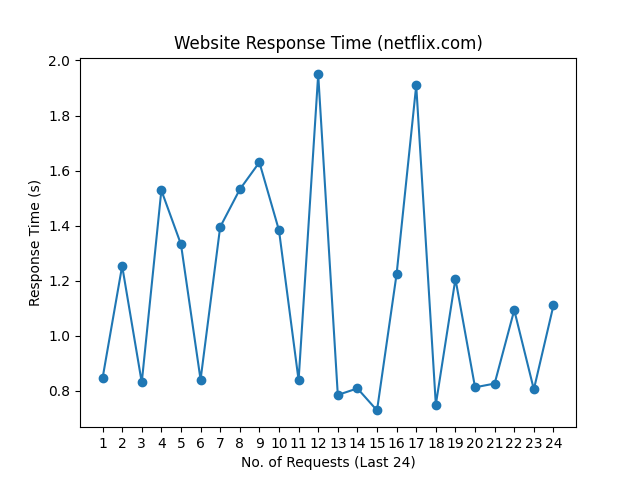 Website Response Time (netflix.com)
Response Time (s)
2.0
1.8
1.6
1.4
1.2
1.0
0.8
1 2 3 4 5 6 7 8 9 10 11 12 13 14 15 16 17 18 19 20 21 22 23 24
No. of Requests (Last 24)